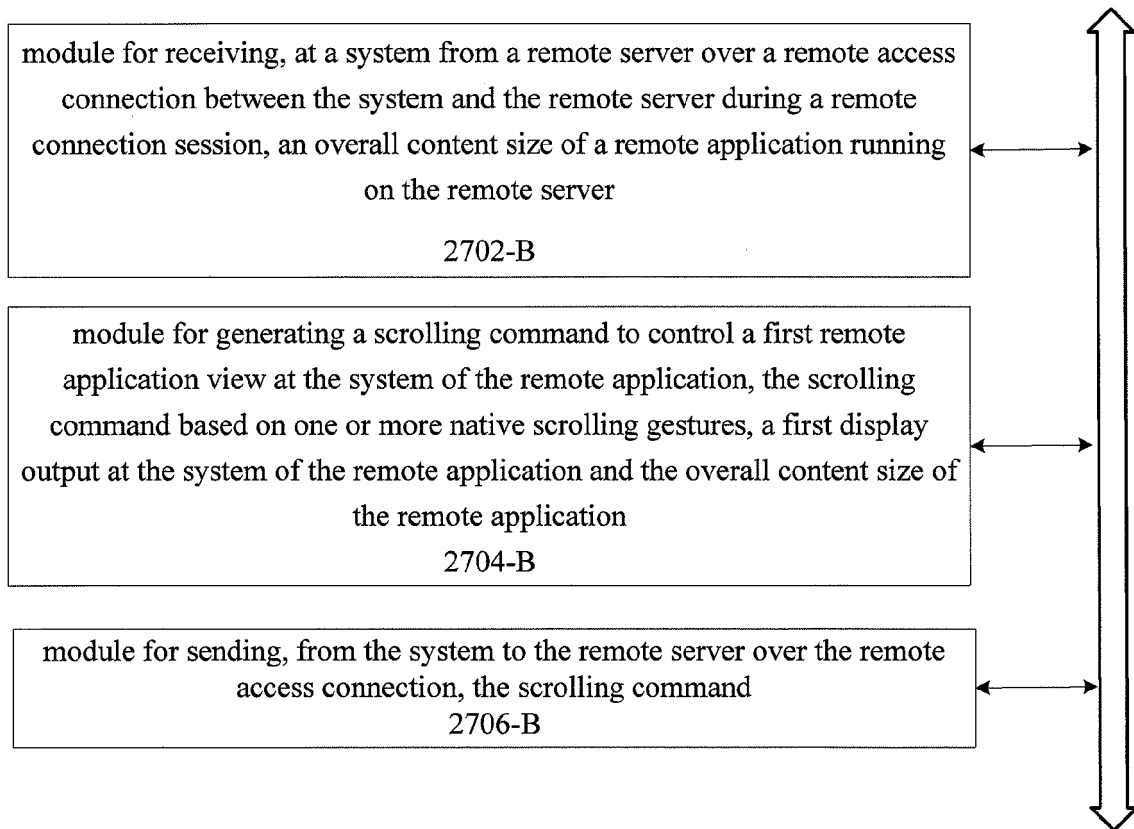 module for receiving, at a system from a remote server over a remote access
connection between the system and the remote server during a remote
connection session, an overall content size of a remote application running
on the remote server
2702-B
module for generating a scrolling command to control a first remote
application view at the system of the remote application, the scrolling
command based on one or more native scrolling gestures, a first display
output at the system of the remote application and the overall content size of
the remote application
2704-B
module for sending, from the system to the remote server over the remote
access connection, the scrolling command
2706-B